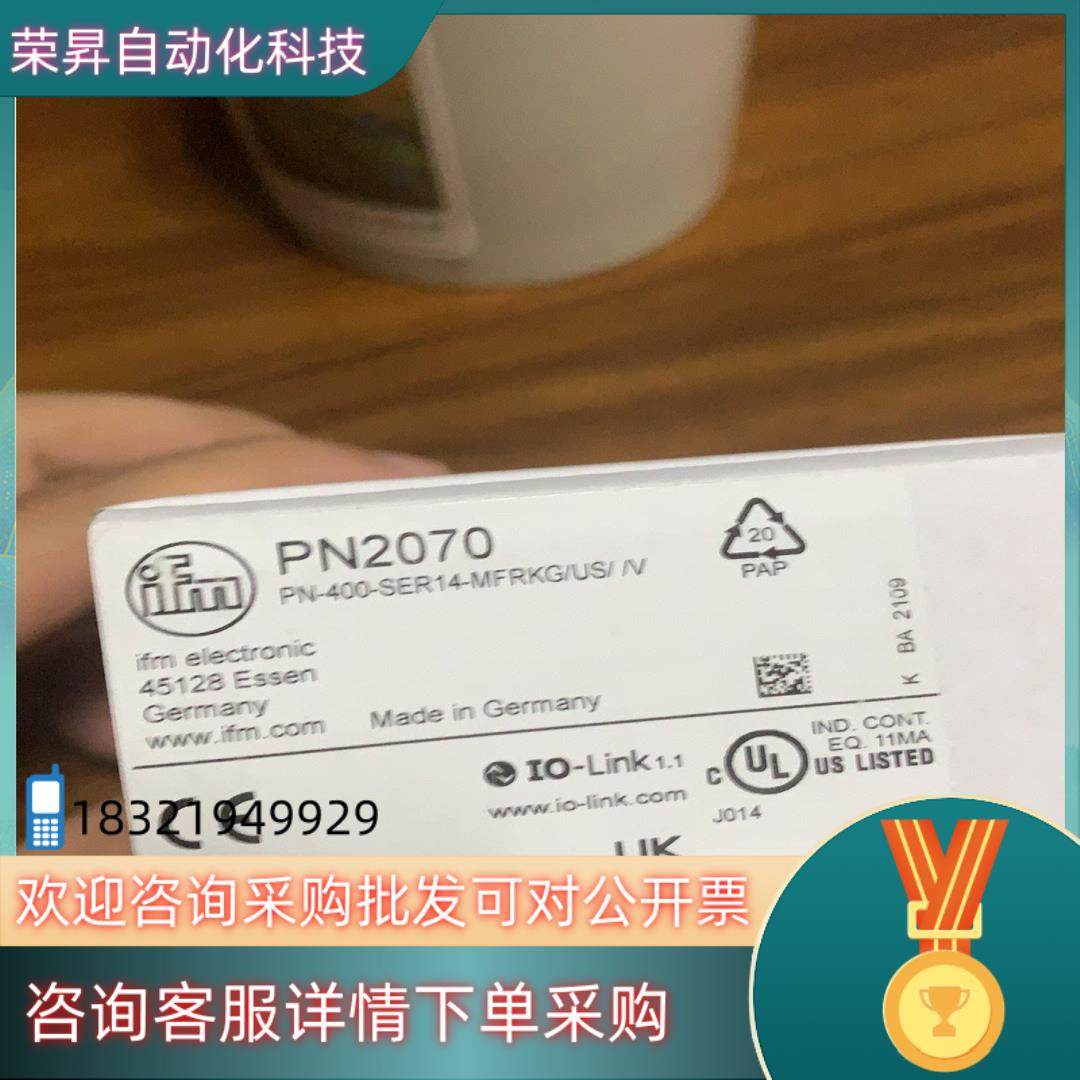 荣昇自动化科技
ifm
PN2070
PN-400-SER14-MFRKG/US/ /V
20
PAP
ifm electronic
45128 Essen
Germany
www.ifm.com
Made in Germany
K BA 2109
IO-Link 1.1
www.io-link.com
C UL US LISTED
IND. CONT.
EQ. 11MA
J014
CE
UK
18321949929
欢迎咨询采购批发可对公开票
咨询客服详情下单采购